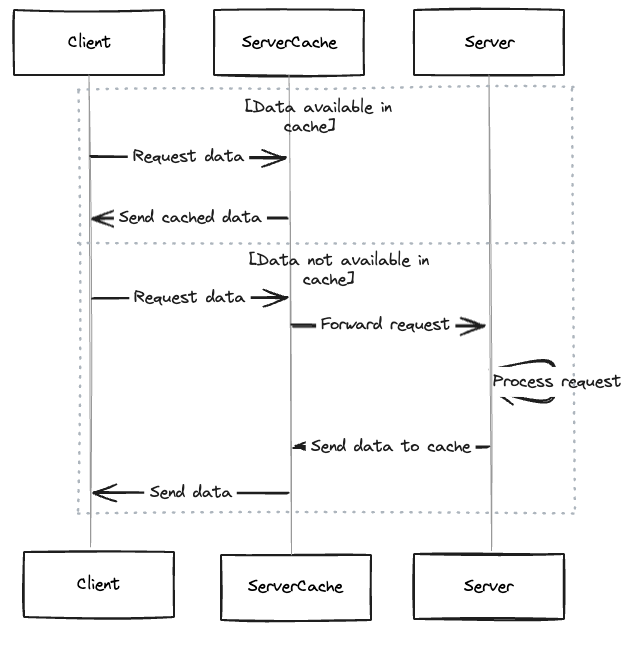 Client
ServerCache
Server
[Data available in
cache]
Request data
Send cached data
[Data not available in
cache]
Request data
Forward request
Process request
Send data to cache
Send data
Client
ServerCache
Server